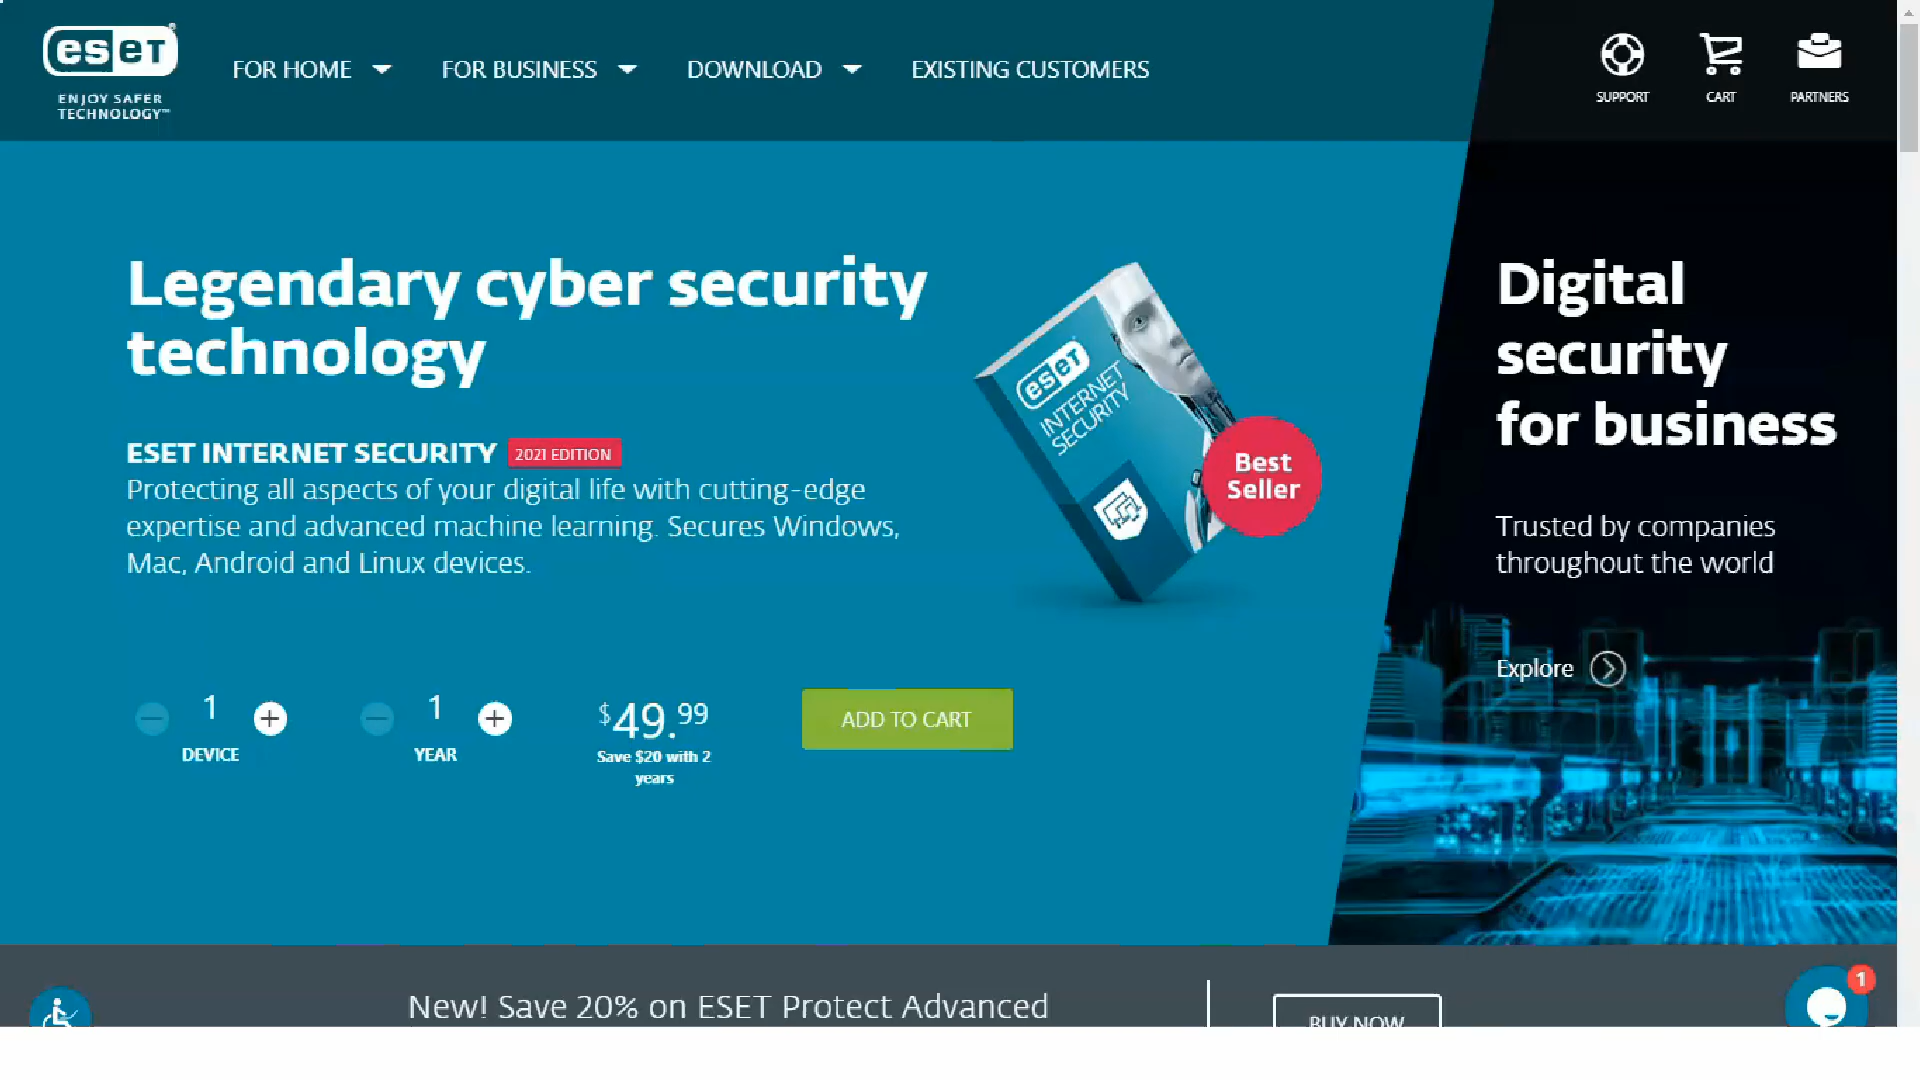 eseT®
ENJOY SAFER
TECHNOLOGY™
FOR HOME
FOR BUSINESS
DOWNLOAD
EXISTING CUSTOMERS
SUPPORT
CART
PARTNERS
Legendary cyber security
technology
ESET INTERNET SECURITY 2021 EDITION
Protecting all aspects of your digital life with cutting-edge
expertise and advanced machine learning. Secures Windows,
Mac, Android and Linux devices.
eseT
INTERNET
SECURITY
Best
Seller
1
DEVICE
1
YEAR
$49.99
Save $20 with 2
years
ADD TO CART
Digital
security
for business
Trusted by companies
throughout the world
Explore
New! Save 20% on ESET Protect Advanced
BUY NOW
1